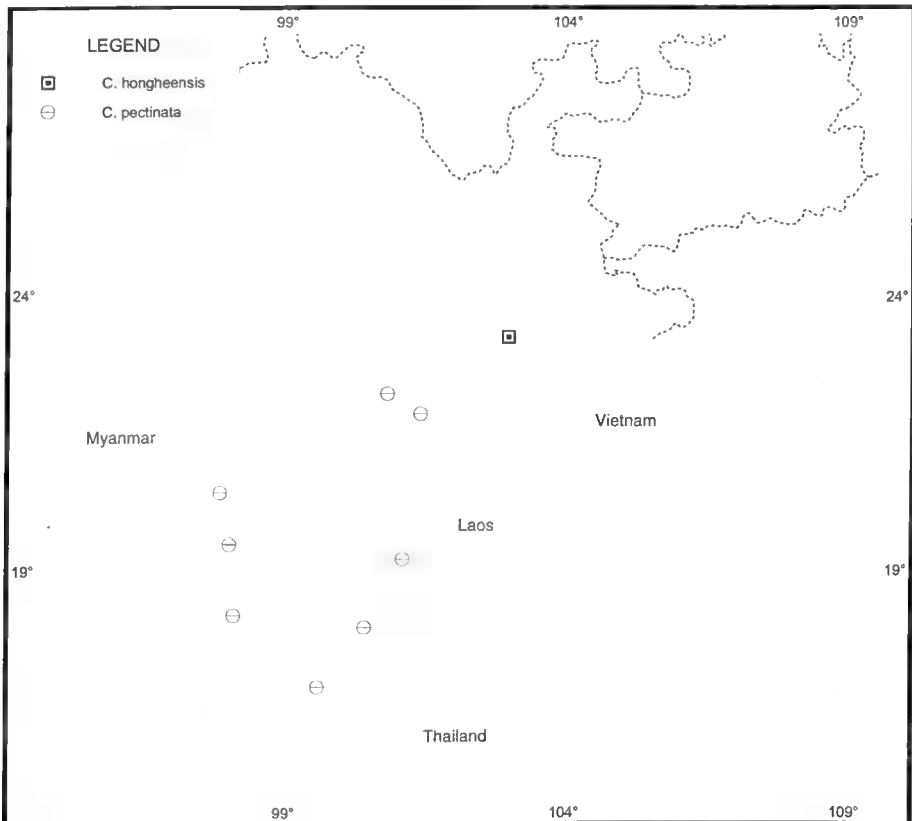 99° 104° 109°
LEGEND
C. hongheensis
C. pectinata
24° 24°
Vietnam
Myanmar
Laos
19° 19°
Thailand
99° 104° 109°